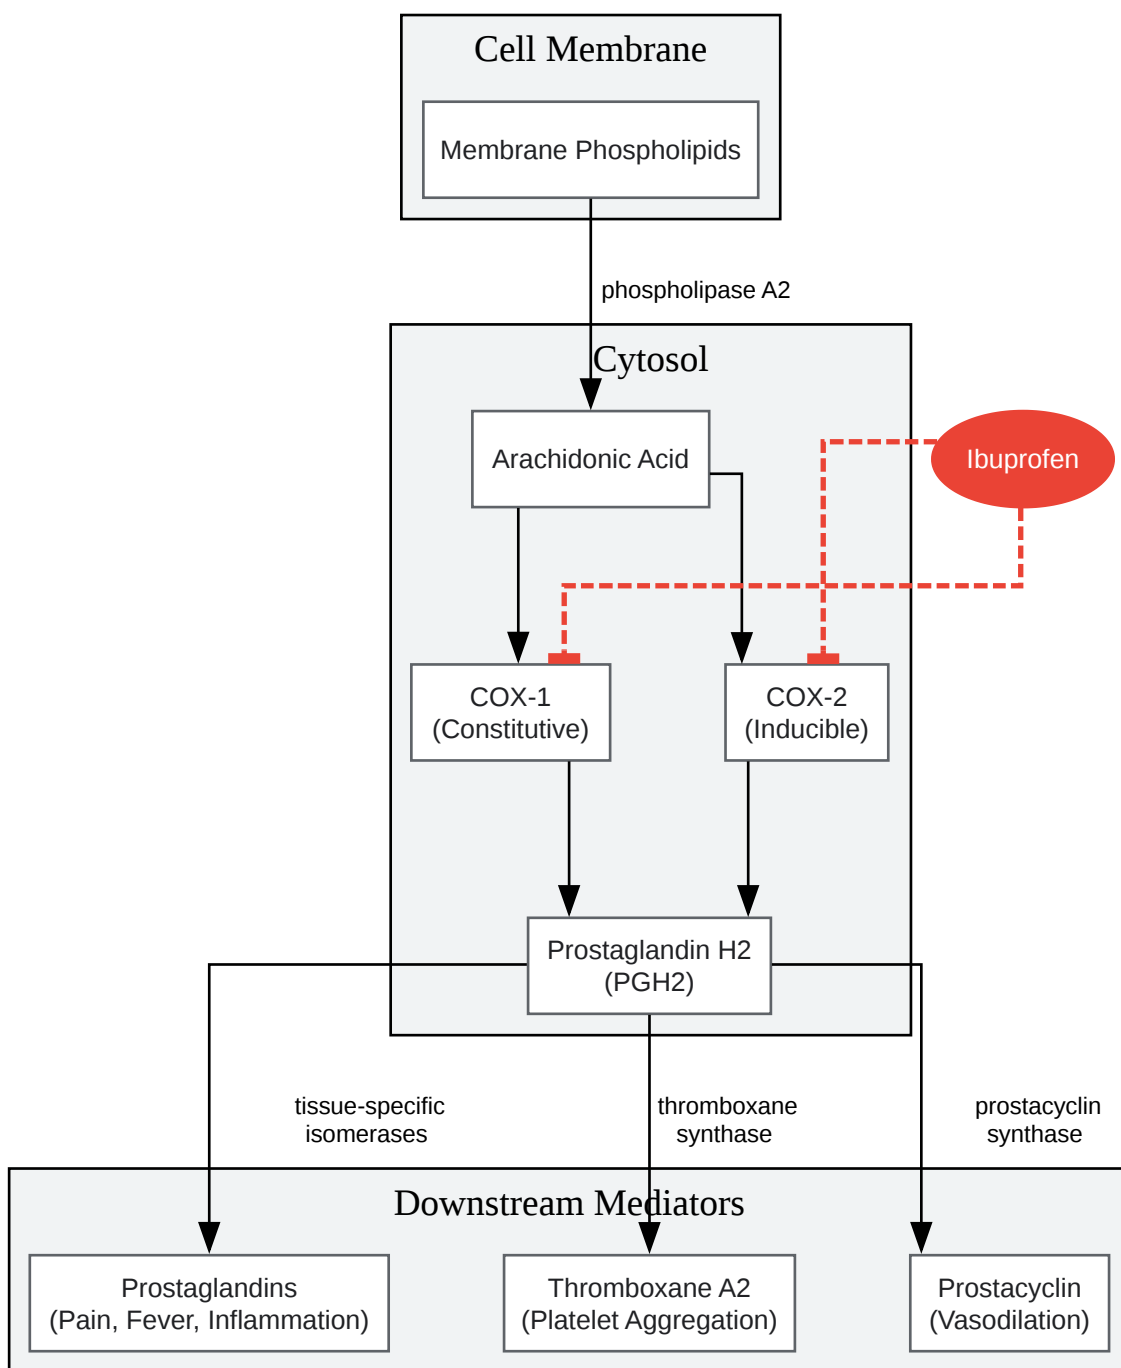 Cell Membrane
Membrane Phospholipids
phospholipase A2
Cytosol
Arachidonic Acid
Ibuprofen
COX-1
(Constitutive)
COX-2
(Inducible)
Prostaglandin H2
(PGH2)
tissue-specific
isomerases
thromboxane
synthase
prostacyclin
synthase
Downstream Mediators
Prostaglandins
(Pain, Fever, Inflammation)
Thromboxane A2
(Platelet Aggregation)
Prostacyclin
(Vasodilation)